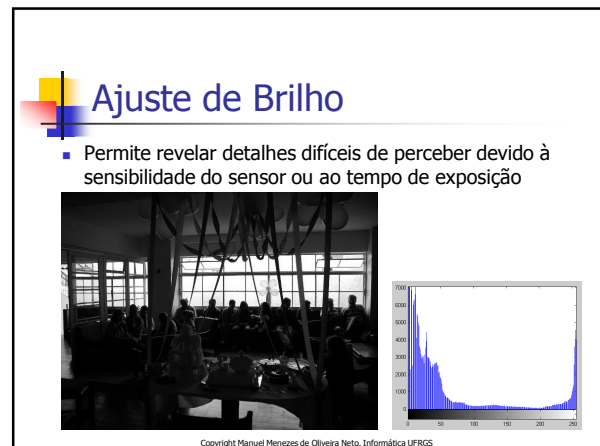 Ajuste de Brilho
Permite revelar detalhes difíceis de perceber devido à
sensibilidade do sensor ou ao tempo de exposição
7000
6000
5000
4000
3000
2000
1000
0
0 50 100 150 200 250
Copyright Manuel Menezes de Oliveira Neto, Informática UFRGS